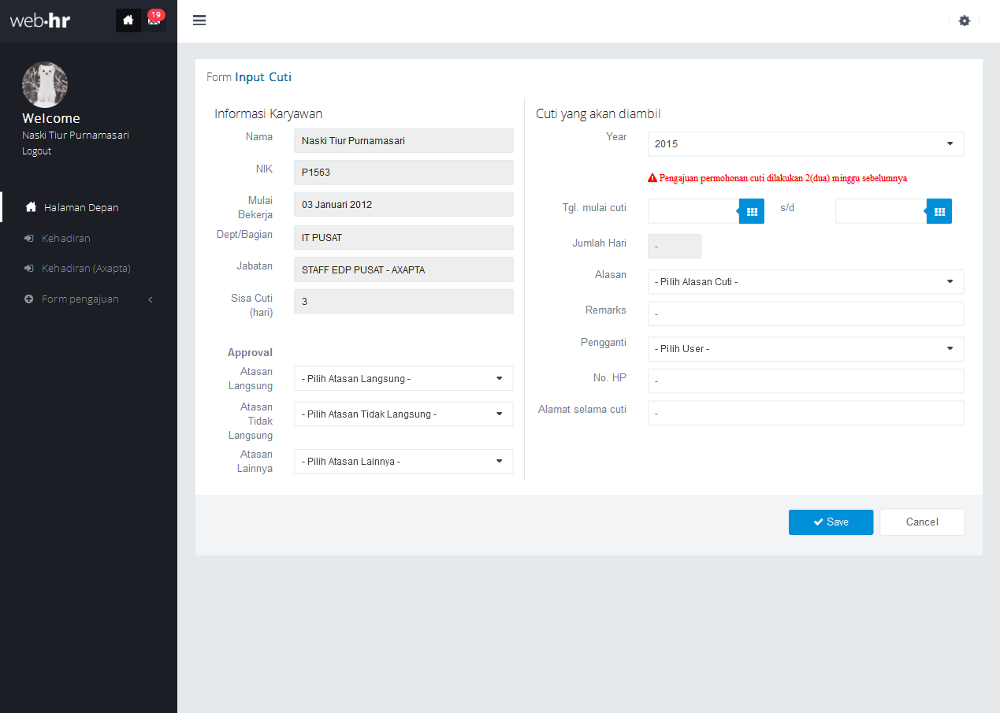 web·hr
19
Welcome
Naski Tiur Purnamasari
Logout
Halaman Depan
Kehadiran
Kehadiran (Axapta)
Form pengajuan
Form Input Cuti
Informasi Karyawan
Nama
Naski Tiur Purnamasari
NIK
P1563
Mulai
Bekerja
03 Januari 2012
Dept/Bagian
IT PUSAT
Jabatan
STAFF EDP PUSAT - AXAPTA
Sisa Cuti
(hari)
3
Approval
Atasan
Langsung
- Pilih Atasan Langsung -
Atasan
Tidak
Langsung
- Pilih Atasan Tidak Langsung -
Atasan
Lainnya
- Pilih Atasan Lainnya -
Cuti yang akan diambil
Year
2015
Pengajuan permohonan cuti dilakukan 2(dua) minggu sebelumnya
Tgl. mulai cuti
s/d
Jumlah Hari
-
Alasan
- Pilih Alasan Cuti -
Remarks
-
Pengganti
- Pilih User -
No. HP
-
Alamat selama cuti
-
Save
Cancel